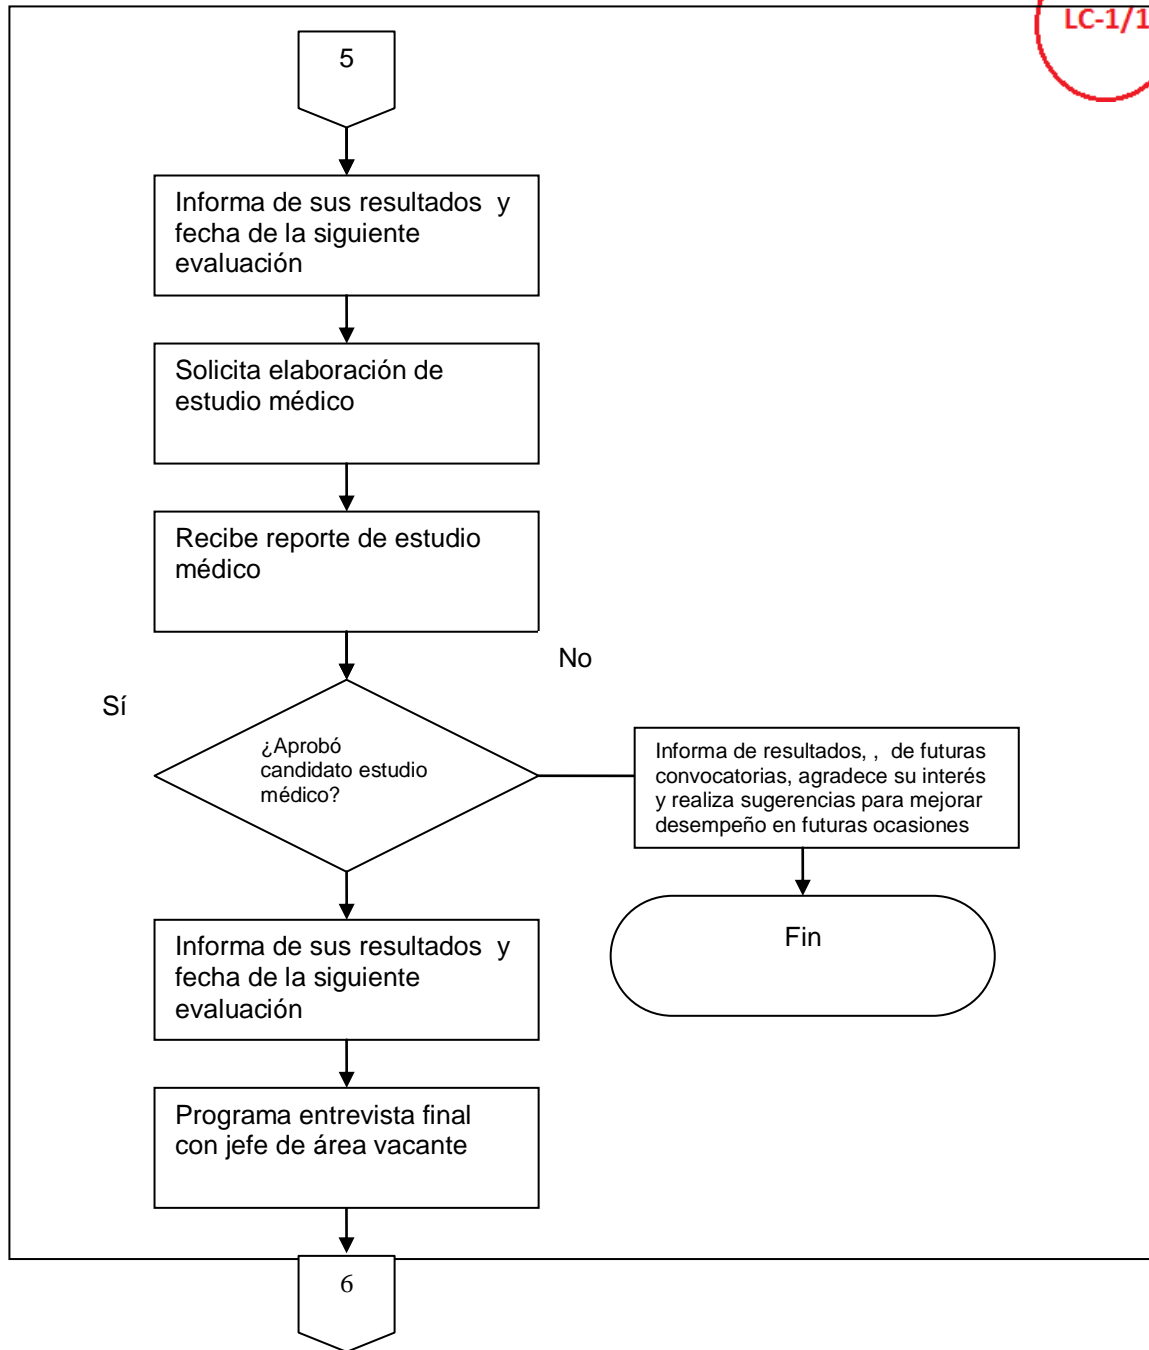 LC-1/1
5
Informa de sus resultados  y
fecha de la siguiente
evaluación
Solicita elaboración de
estudio médico
Recibe reporte de estudio
médico
No
Sí
¿Aprobó
candidato estudio
médico?
Informa de resultados, ,  de futuras
convocatorias, agradece su interés
y realiza sugerencias para mejorar
desempeño en futuras ocasiones
Informa de sus resultados  y
fecha de la siguiente
evaluación
Fin
Programa entrevista final
con jefe de área vacante
6